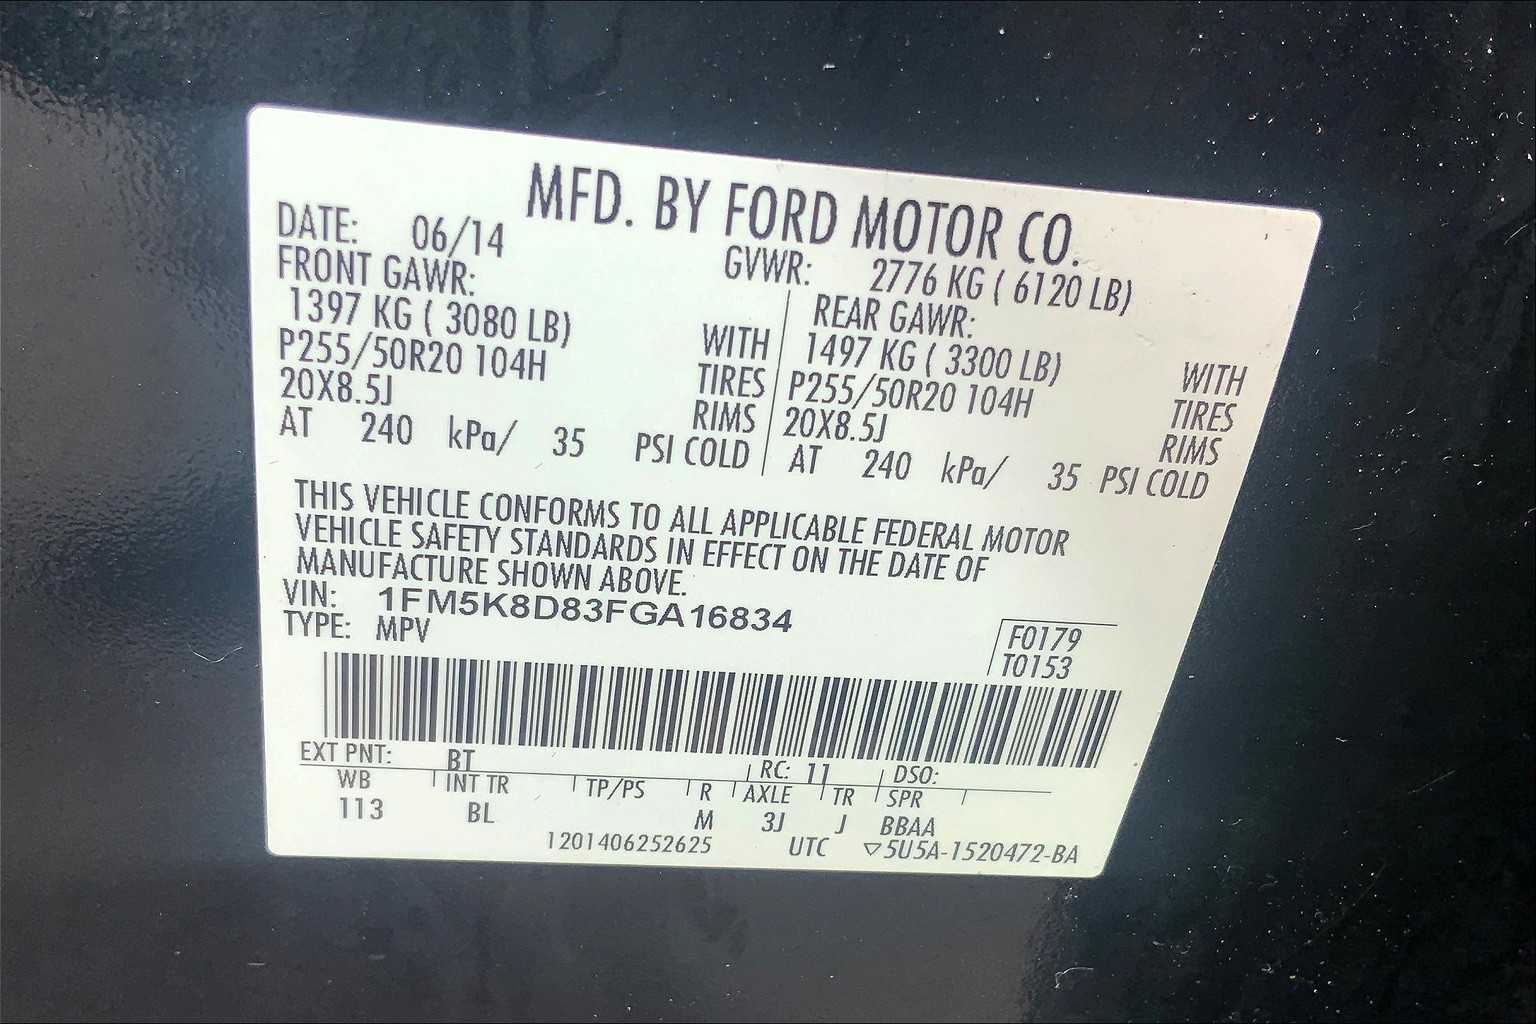 MFD. BY FORD MOTOR CO.
DATE: 06/14 GVWR: 2776 KG ( 6120 LB)
FRONT GAWR: REAR GAWR:
1397 KG ( 3080 LB) WITH 1497 KG ( 3300 LB) WITH
P255/50R20 104H TIRES P255/50R20 104H TIRES
20X8.5J RIMS 20X8.5J RIMS
AT 240 kPa/ 35 PSI COLD AT 240 kPa/ 35 PSI COLD
THIS VEHICLE CONFORMS TO ALL APPLICABLE FEDERAL MOTOR
VEHICLE SAFETY STANDARDS IN EFFECT ON THE DATE OF
MANUFACTURE SHOWN ABOVE.
VIN: 1FM5K8D83FGA16834
TYPE: MPV
F0179
T0153
EXT PNT: BT RC: 11 DSO:
WB INT TR TP/PS R AXLE TR SPR
113 BL M 3J J BBAA
1201406252625 UTC ▽5U5A-1520472-BA